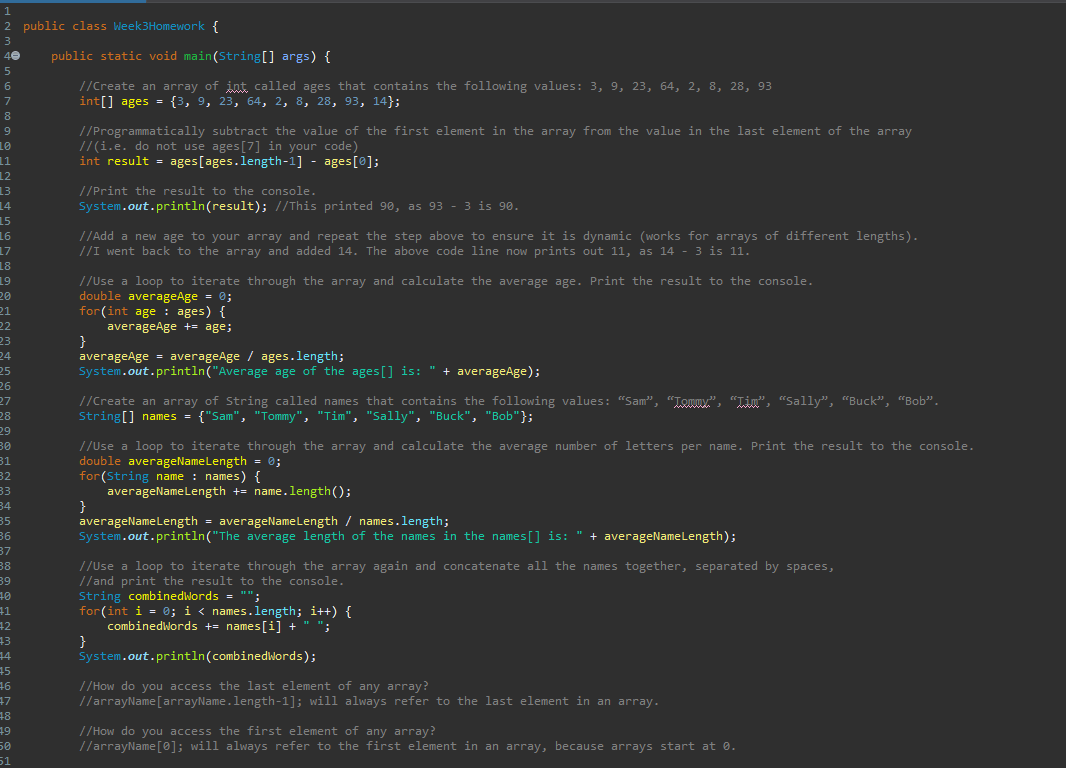 1
2 public class Week3Homework {
3
4 public static void main(String[] args) {
5
6 //Create an array of int called ages that contains the following values: 3, 9, 23, 64, 2, 8, 28, 93
7 int[] ages = {3, 9, 23, 64, 2, 8, 28, 93, 14};
8
9 //Programmatically subtract the value of the first element in the array from the value in the last element of the array
10 //(i.e. do not use ages[7] in your code)
11 int result = ages[ages.length-1] - ages[0];
12
13 //Print the result to the console.
14 System.out.println(result); //This printed 90, as 93 - 3 is 90.
15
16 //Add a new age to your array and repeat the step above to ensure it is dynamic (works for arrays of different lengths).
17 //I went back to the array and added 14. The above code line now prints out 11, as 14 - 3 is 11.
18
19 //Use a loop to iterate through the array and calculate the average age. Print the result to the console.
20 double averageAge = 0;
21 for(int age : ages) {
22 averageAge += age;
23 }
24 averageAge = averageAge / ages.length;
25 System.out.println("Average age of the ages[] is: " + averageAge);
26
27 //Create an array of String called names that contains the following values: “Sam”, “Tommy”, “Tim”, “Sally”, “Buck”, “Bob”.
28 String[] names = {"Sam", "Tommy", "Tim", "Sally", "Buck", "Bob"};
29
30 //Use a loop to iterate through the array and calculate the average number of letters per name. Print the result to the console.
31 double averageNameLength = 0;
32 for(String name : names) {
33 averageNameLength += name.length();
34 }
35 averageNameLength = averageNameLength / names.length;
36 System.out.println("The average length of the names in the names[] is: " + averageNameLength);
37
38 //Use a loop to iterate through the array again and concatenate all the names together, separated by spaces,
39 //and print the result to the console.
40 String combinedWords = "";
41 for(int i = 0; i < names.length; i++) {
42 combinedWords += names[i] + " ";
43 }
44 System.out.println(combinedWords);
45
46 //How do you access the last element of any array?
47 //arrayName[arrayName.length-1]; will always refer to the last element in an array.
48
49 //How do you access the first element of any array?
50 //arrayName[0]; will always refer to the first element in an array, because arrays start at 0.
51